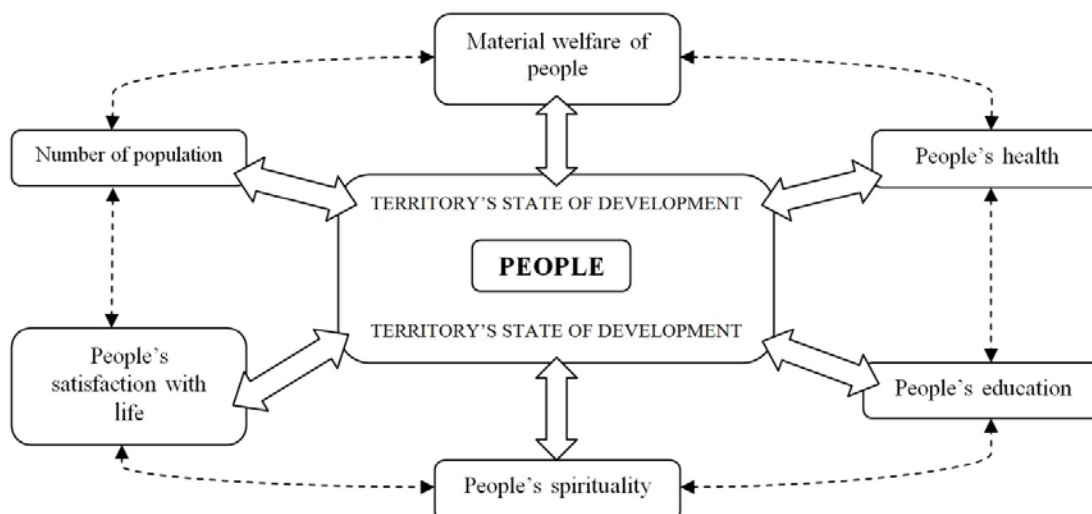 Material welfare of
people
Number of population
People's health
TERRITORY'S STATE OF DEVELOPMENT
PEOPLE
TERRITORY'S STATE OF DEVELOPMENT
People's
satisfaction with
life
People's education
People's spirituality